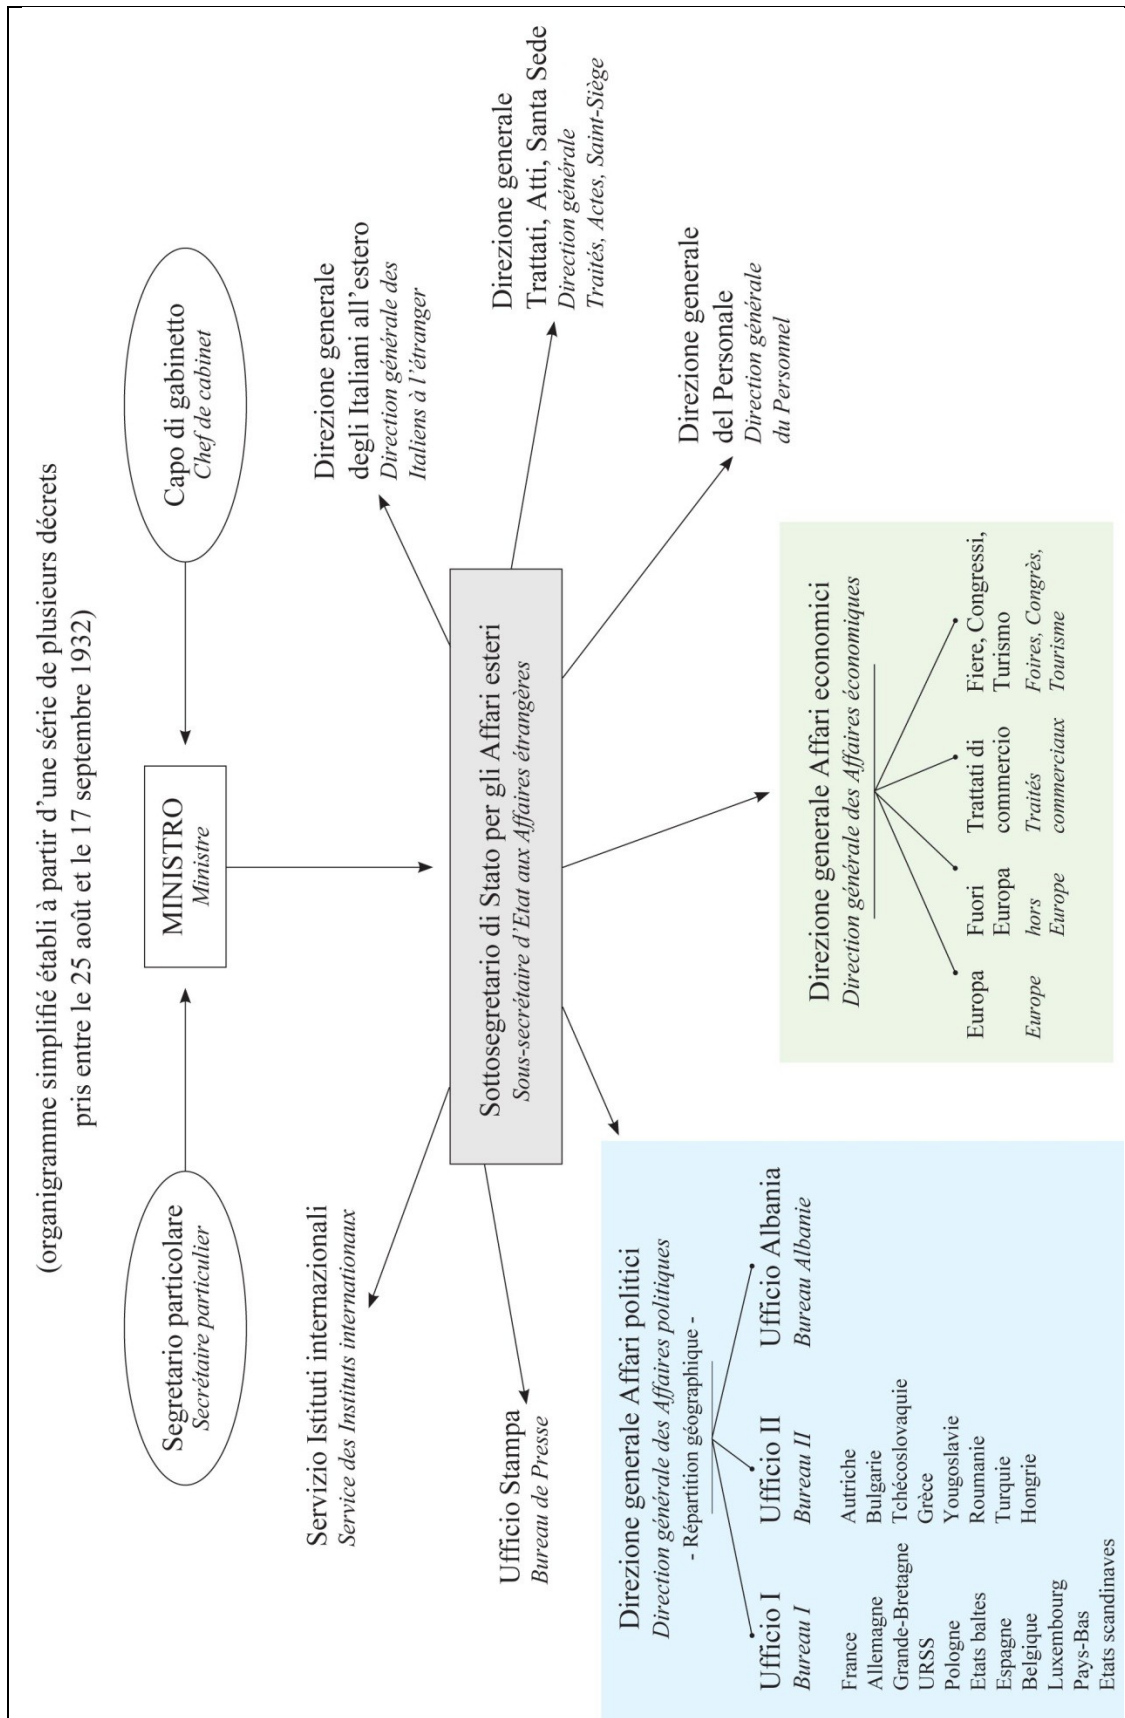 (organigramme simplifié établi à partir d'une série de plusieurs décrets
pris entre le 25 août et le 17 septembre 1932)
Segretario particolare
Secrétaire particulier
MINISTRO
Ministre
Capo di gabinetto
Chef de cabinet
Servizio Istituti internazionali
Service des Instituts internationaux
Direzione generale
degli Italiani all'estero
Direction générale des
Italiens à l'étranger
Ufficio Stampa
Bureau de Presse
Sottosegretario di Stato per gli Affari esteri
Sous-secrétaire d'Etat aux Affaires étrangères
Direzione generale
Trattati, Atti, Santa Sede
Direction générale
Traités, Actes, Saint-Siège
Direzione generale
del Personale
Direction générale
du Personnel
Direzione generale Affari politici
Direction générale des Affaires politiques
- Répartition géographique -
Ufficio I
Bureau I
France
Allemagne
Grande-Bretagne
URSS
Pologne
Etats baltes
Espagne
Belgique
Luxembourg
Pays-Bas
Etats scandinaves
Ufficio II
Bureau II
Autriche
Bulgarie
Tchécoslovaquie
Grèce
Yougoslavie
Roumanie
Turquie
Hongrie
Ufficio Albania
Bureau Albanie
Direzione generale Affari economici
Direction générale des Affaires économiques
Europa
Europe
Fuori
Europa
hors
Europe
Trattati di
commercio
Traités
commerciaux
Fiere, Congressi,
Turismo
Foires, Congrès,
Tourisme